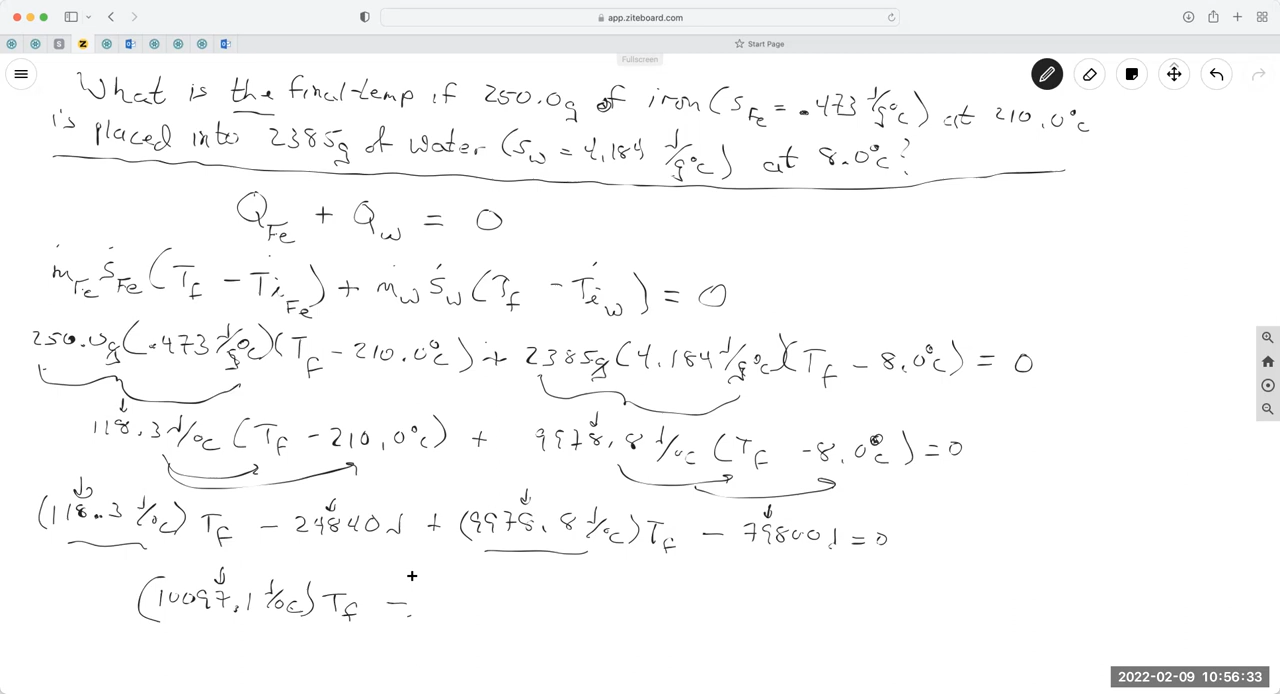 app.ziteboard.com
Start Page
Fullscreen
What is the final temp if 250.0g of iron (S_Fe = .473 J/g°C) at 210.0°C
is placed into 2385g of water (S_w = 4.184 J/g°C) at 8.0°C?
Q_Fe + Q_w = 0
m_Fe S_Fe (T_f - T_i_Fe) + m_w S_w (T_f - T_i_w) = 0
250.0g (.473 J/g°C)(T_f - 210.0°C) + 2385g (4.184 J/g°C)(T_f - 8.0°C) = 0
118.3 J/°C (T_f - 210.0°C) + 9978.8 J/°C (T_f - 8.0°C) = 0
(118.3 J/°C) T_f - 24840 J + (9978.8 J/°C) T_f - 79800 J = 0
(10097.1 J/°C) T_f -
2022-02-09 10:56:33